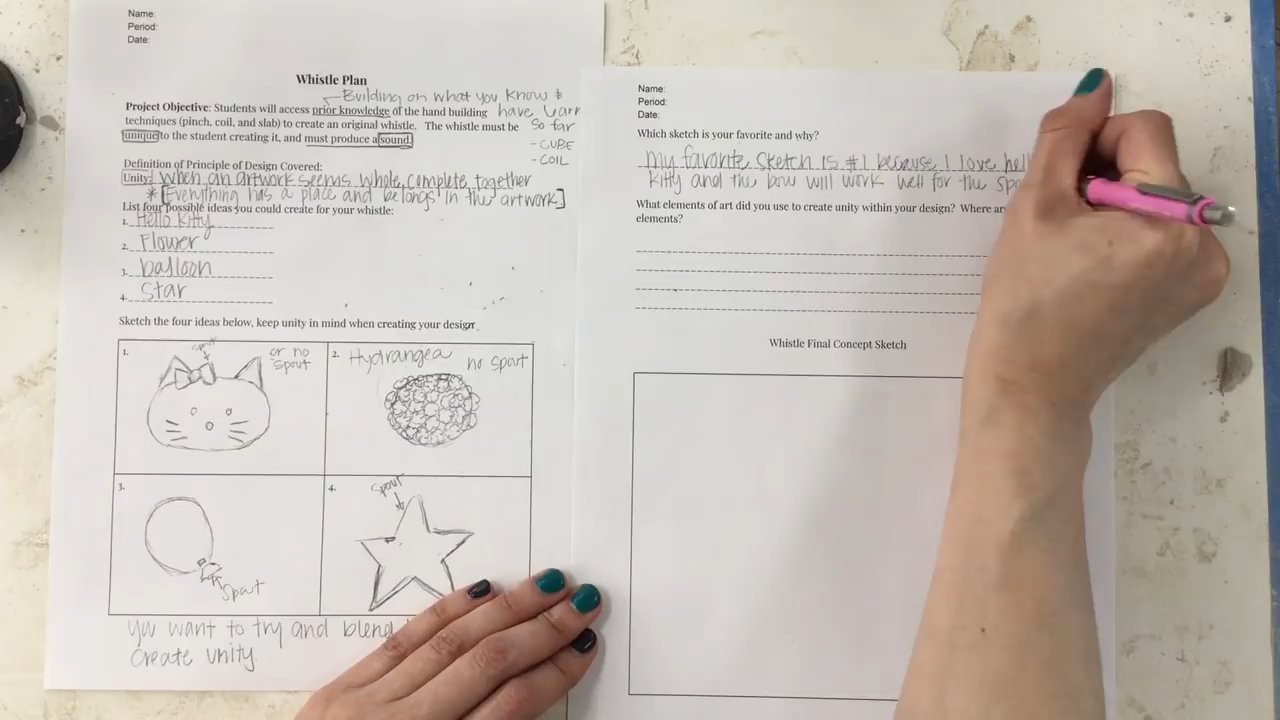 Name:
Period:
Date:
Whistle Plan
Building on what you know +
Project Objective: Students will access prior knowledge of the hand building have
techniques (pinch, coil, and slab) to create an original whistle. The whistle must be so far
unique to the student creating it, and must produce a sound.
- CUBE
- COIL
Definition of Principle of Design Covered:
Unity: When an artwork seems whole, complete, together
* [Everything has a place and belongs in the artwork]
List four possible ideas you could create for your whistle:
1. Hello Kitty
2. Flower
3. balloon
4. Star
Sketch the four ideas below, keep unity in mind when creating your design.
1.
spout
or no
spout
2.
Hydrangea
no spout
3.
Spout
4.
Spout
you want to try and blend
create unity.
Name:
Period:
Date:
Which sketch is your favorite and why?
My favorite sketch is #1 because I love
kitty and the bow will work well for the
What elements of art did you use to create unity within your design? Where
elements?
Whistle Final Concept Sketch